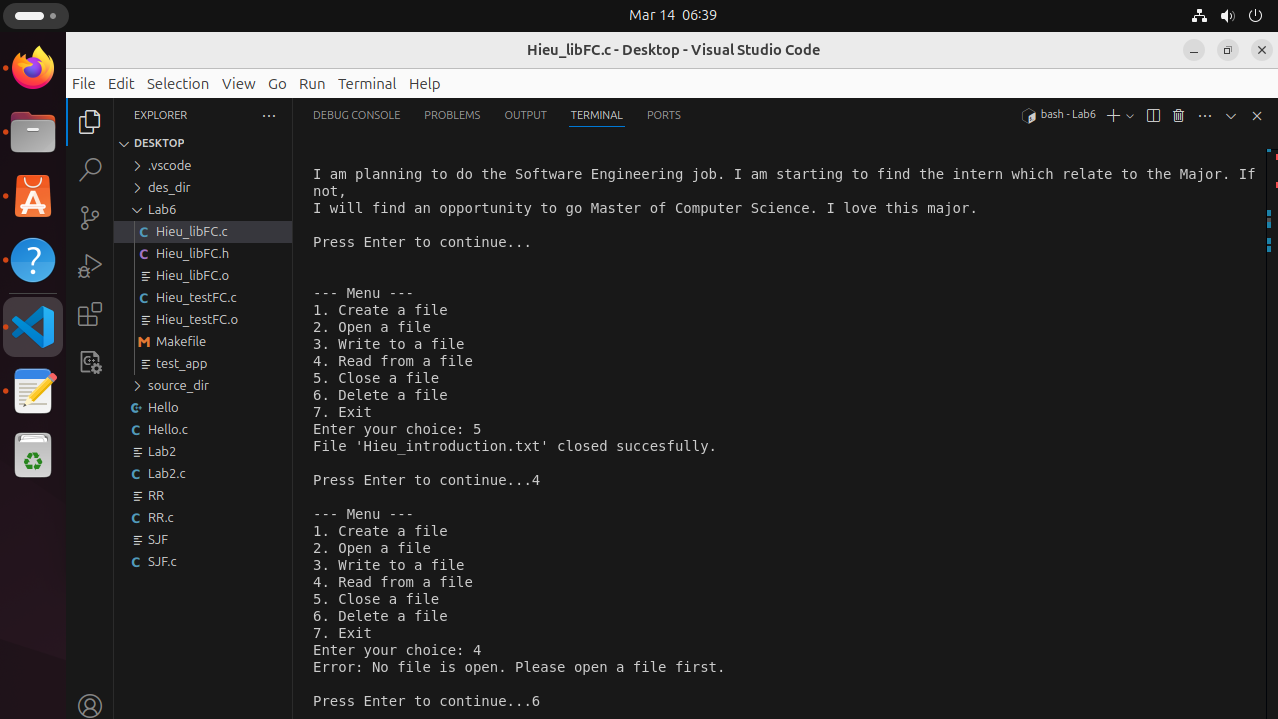 Mar 14 06:39
Hieu_libFC.c - Desktop - Visual Studio Code
File Edit Selection View Go Run Terminal Help
EXPLORER
DEBUG CONSOLE PROBLEMS OUTPUT TERMINAL PORTS
bash - Lab6
DESKTOP
.vscode
des_dir
Lab6
Hieu_libFC.c
Hieu_libFC.h
Hieu_libFC.o
Hieu_testFC.c
Hieu_testFC.o
Makefile
test_app
source_dir
Hello
Hello.c
Lab2
Lab2.c
RR
RR.c
SJF
SJF.c
I am planning to do the Software Engineering job. I am starting to find the intern which relate to the Major. If
not,
I will find an opportunity to go Master of Computer Science. I love this major.
Press Enter to continue...
--- Menu ---
1. Create a file
2. Open a file
3. Write to a file
4. Read from a file
5. Close a file
6. Delete a file
7. Exit
Enter your choice: 5
File 'Hieu_introduction.txt' closed succesfully.
Press Enter to continue...4
--- Menu ---
1. Create a file
2. Open a file
3. Write to a file
4. Read from a file
5. Close a file
6. Delete a file
7. Exit
Enter your choice: 4
Error: No file is open. Please open a file first.
Press Enter to continue...6